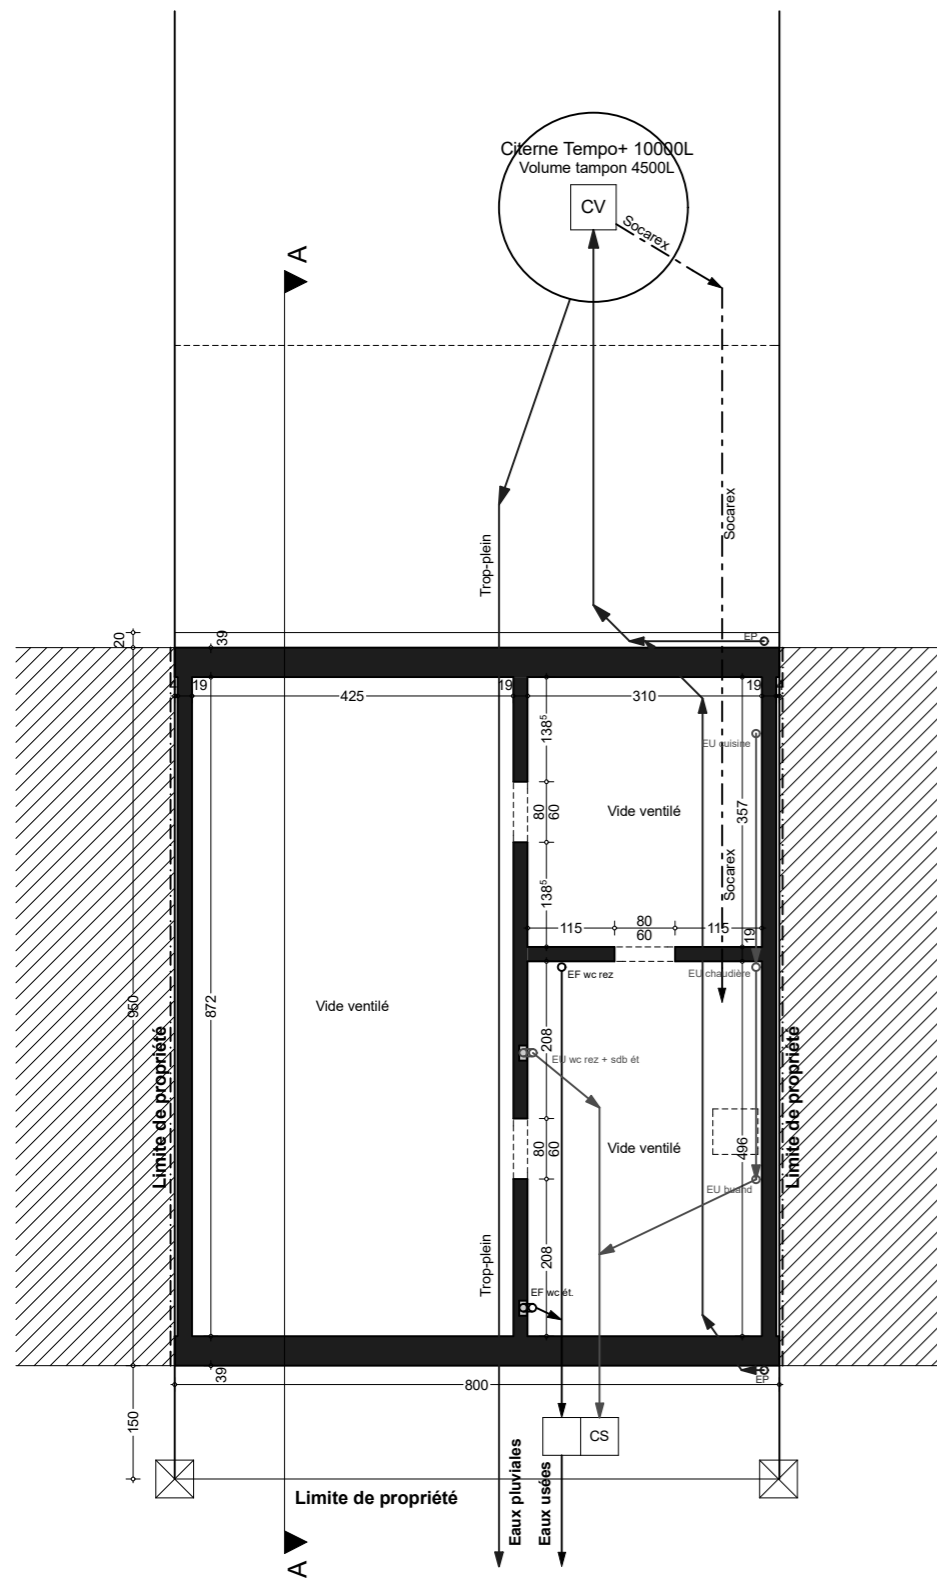 Citerne Tempo+ 10000L
Volume tampon 4500L
CV
Socarex
A
Socarex
Trop-plein
20
39
EP
19
425
19
310
19
138⁵
EU cuisine
80
60
Vide ventilé
357
138⁵
Socarex
115
80
60
115
19
EF wc rez
EU chaudière
950
872
Vide ventilé
208
EU wc rez + sdb ét
Limite de propriété
Limite de propriété
80
60
Vide ventilé
496
EU buand
Trop-plein
208
EF wc ét.
39
800
EP
150
CS
Eaux pluviales
Eaux usées
Limite de propriété
A